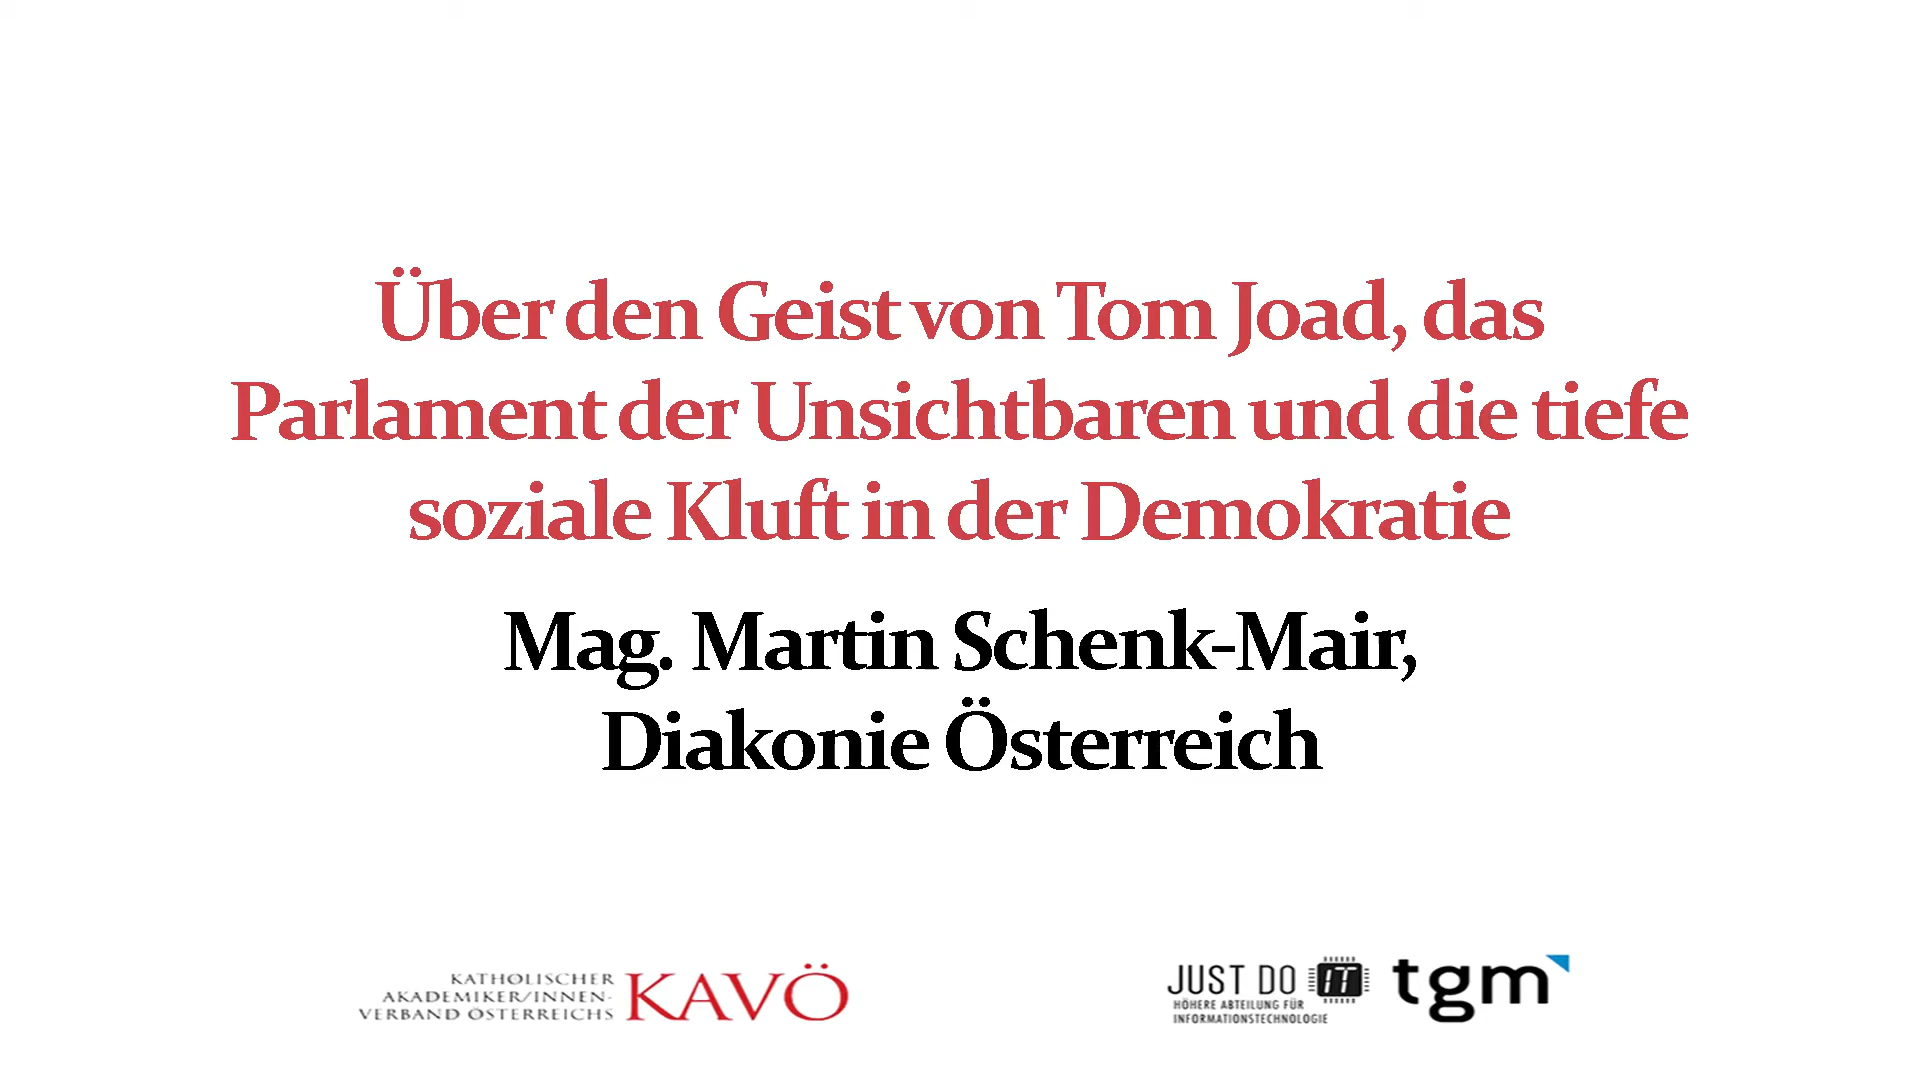 Über den Geist von Tom Joad, das
Parlament der Unsichtbaren und die tiefe
soziale Kluft in der Demokratie
Mag. Martin Schenk-Mair,
Diakonie Österreich
KATHOLISCHER
AKADEMIKER/INNEN-
VERBAND ÖSTERREICHS
KAVÖ
JUST DO IT
HÖHERE ABTEILUNG FÜR
INFORMATIONSTECHNOLOGIE
tgm